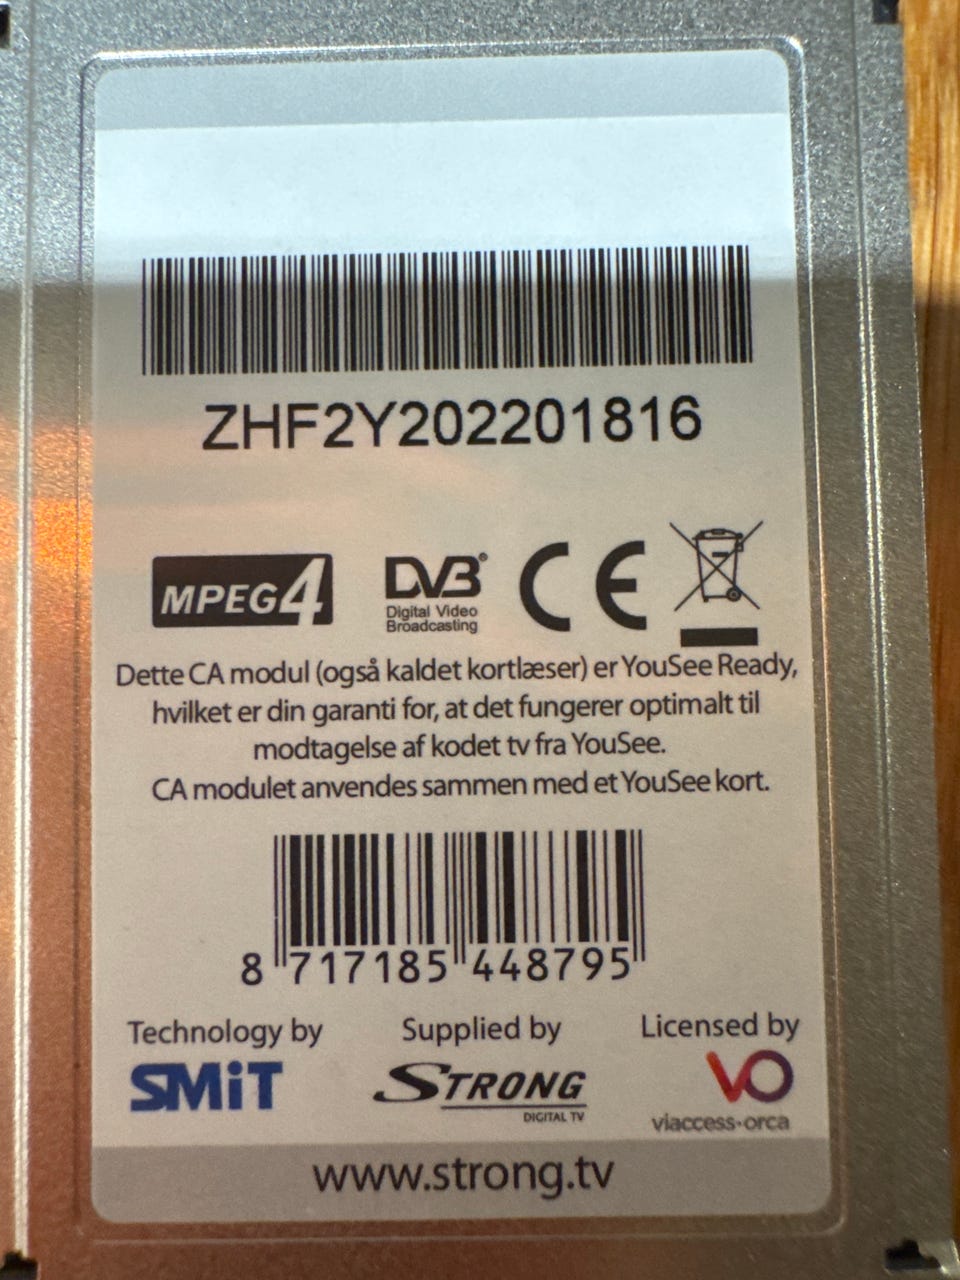 ZHF2Y202201816
MPEG4
DVB®
Digital Video
Broadcasting
CE
Dette CA modul (også kaldet kortlæser) er YouSee Ready,
hvilket er din garanti for, at det fungerer optimalt til
modtagelse af kodet tv fra YouSee.
CA modulet anvendes sammen med et YouSee kort.
8 717185 448795
Technology by
SMiT
Supplied by
STRONG
DIGITAL TV
Licensed by
VO
viaccess-orca
www.strong.tv